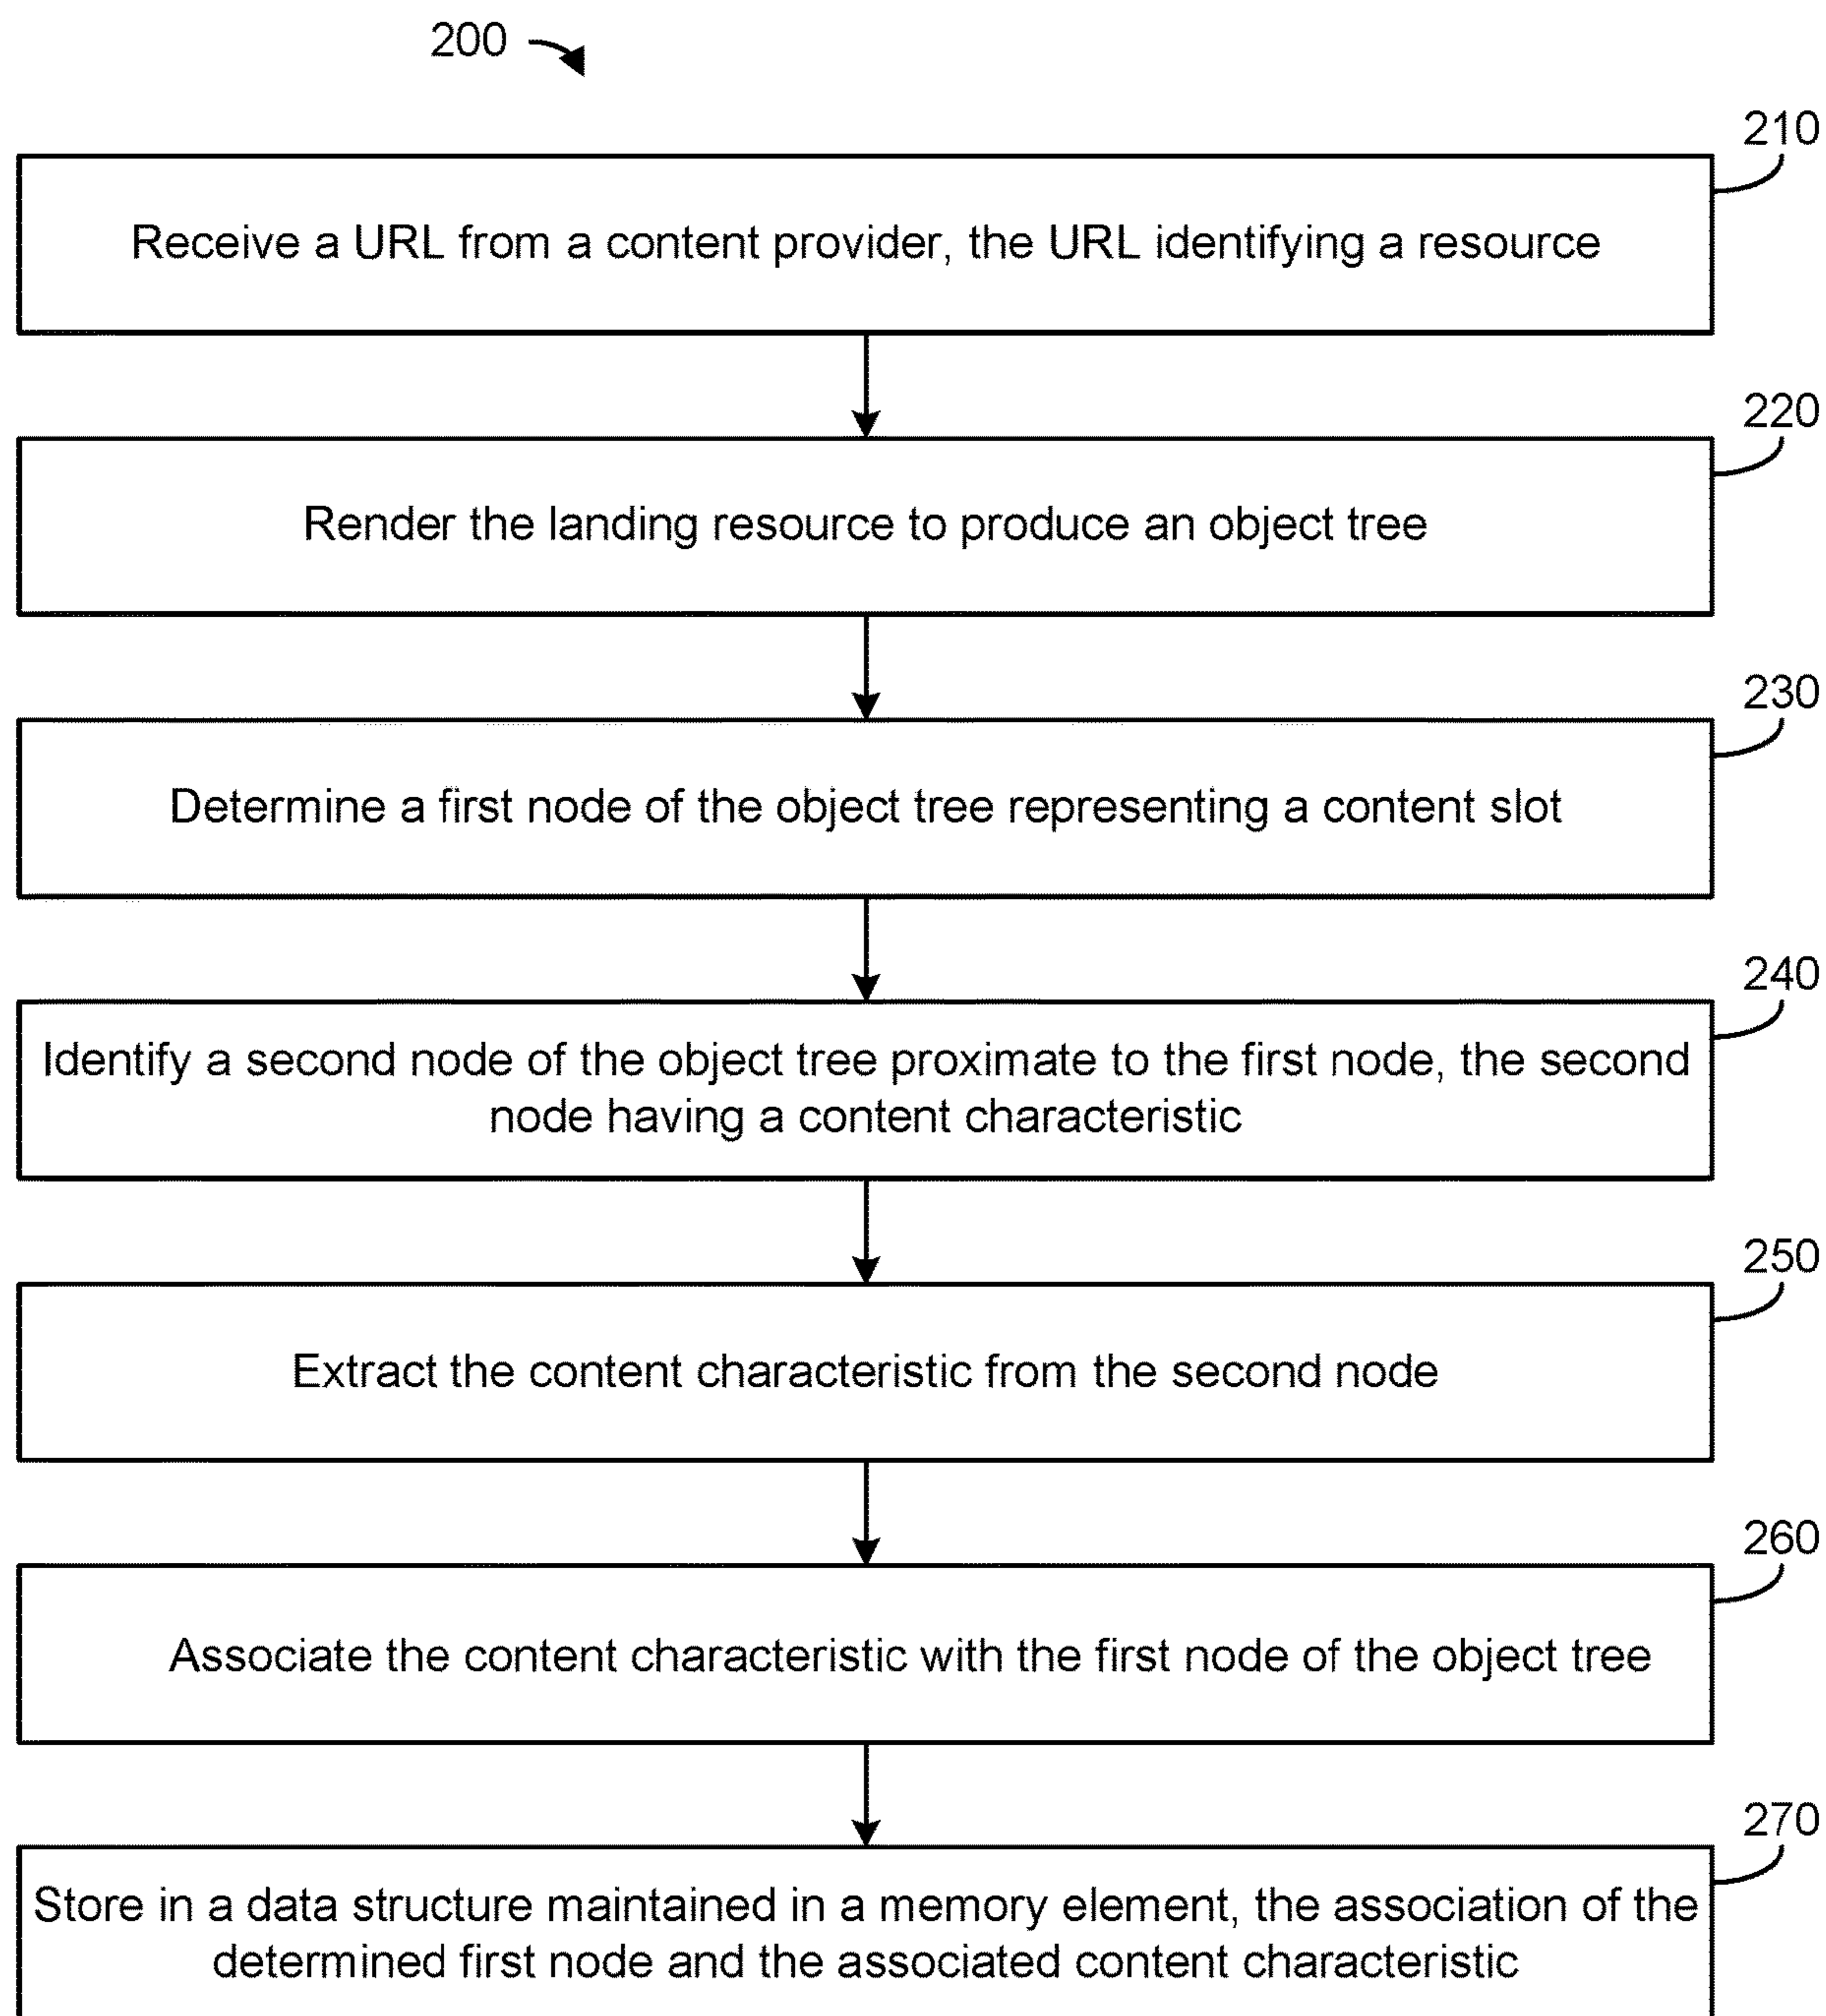 200
210
Receive a URL from a content provider, the URL identifying a resource
220
Render the landing resource to produce an object tree
230
Determine a first node of the object tree representing a content slot
240
Identify a second node of the object tree proximate to the first node, the second
node having a content characteristic
250
Extract the content characteristic from the second node
260
Associate the content characteristic with the first node of the object tree
270
Store in a data structure maintained in a memory element, the association of the
determined first node and the associated content characteristic